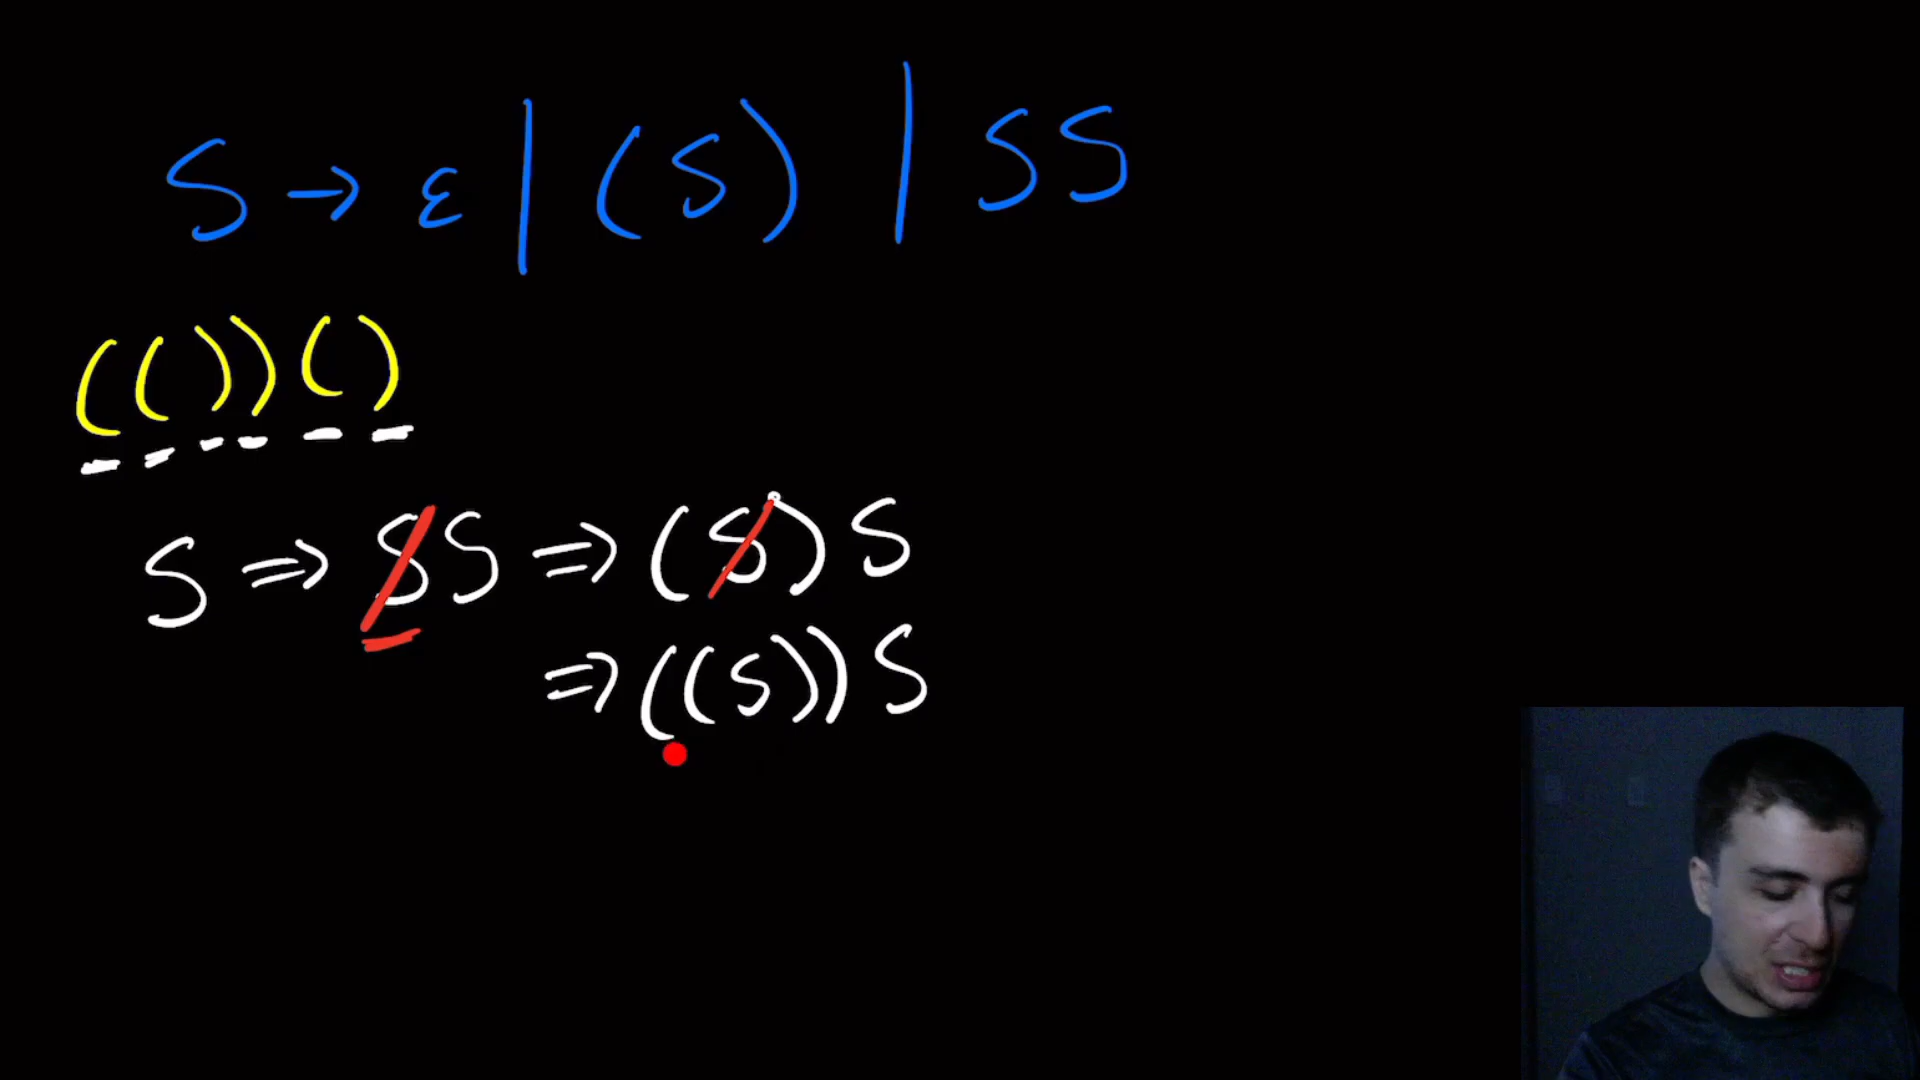 S → ε | (S) | SS
(())()
S ⇒ SS ⇒ (S)S
⇒ ((S))S